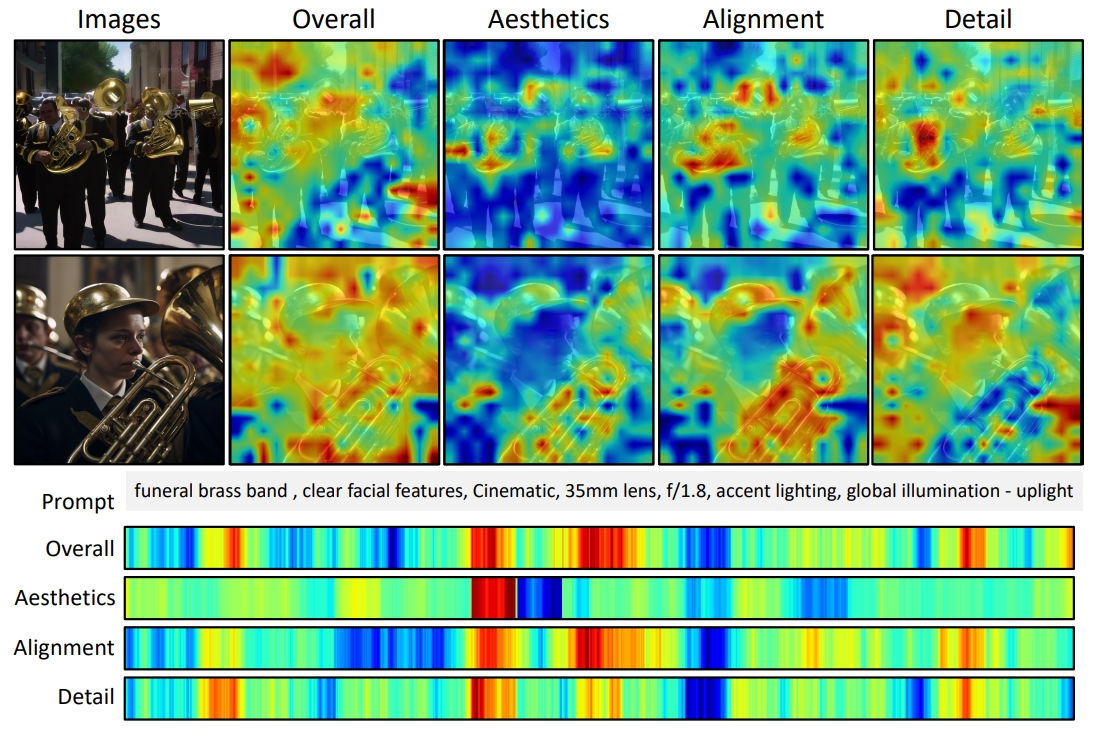 Images Overall Aesthetics Alignment Detail
Prompt funeral brass band , clear facial features, Cinematic, 35mm lens, f/1.8, accent lighting, global illumination - uplight
Overall
Aesthetics
Alignment
Detail